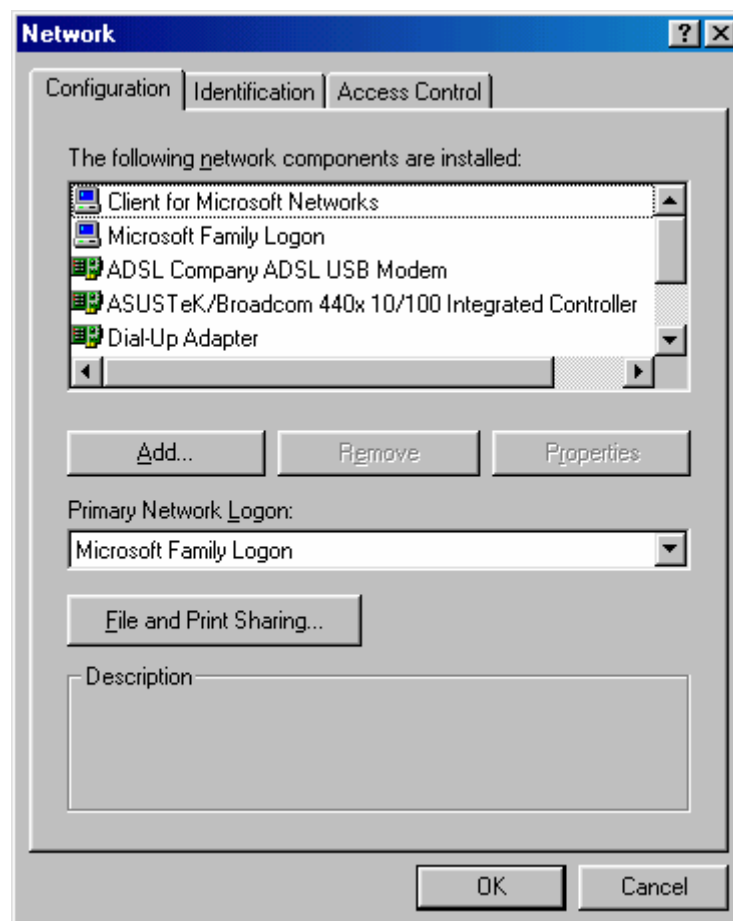 Network
Configuration Identification Access Control
The following network components are installed:
Client for Microsoft Networks
Microsoft Family Logon
ADSL Company ADSL USB Modem
ASUSTeK/Broadcom 440x 10/100 Integrated Controller
Dial-Up Adapter
Add... Remove Properties
Primary Network Logon:
Microsoft Family Logon
File and Print Sharing...
Description
OK Cancel